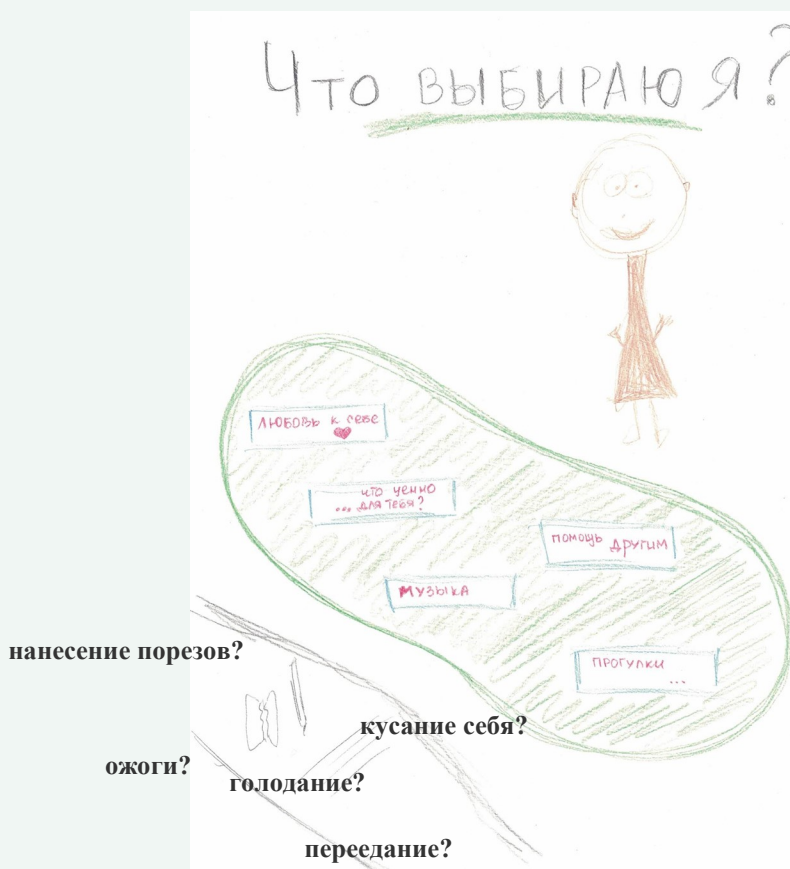 Что ВЫБИРАЮ Я?
ЛЮБОВЬ К СЕБЕ
что ценно
... для тебя?
помощь другим
МУЗЫКА
нанесение порезов?
ПРОГУЛКИ
...
кусание себя?
ожоги?
голодание?
переедание?